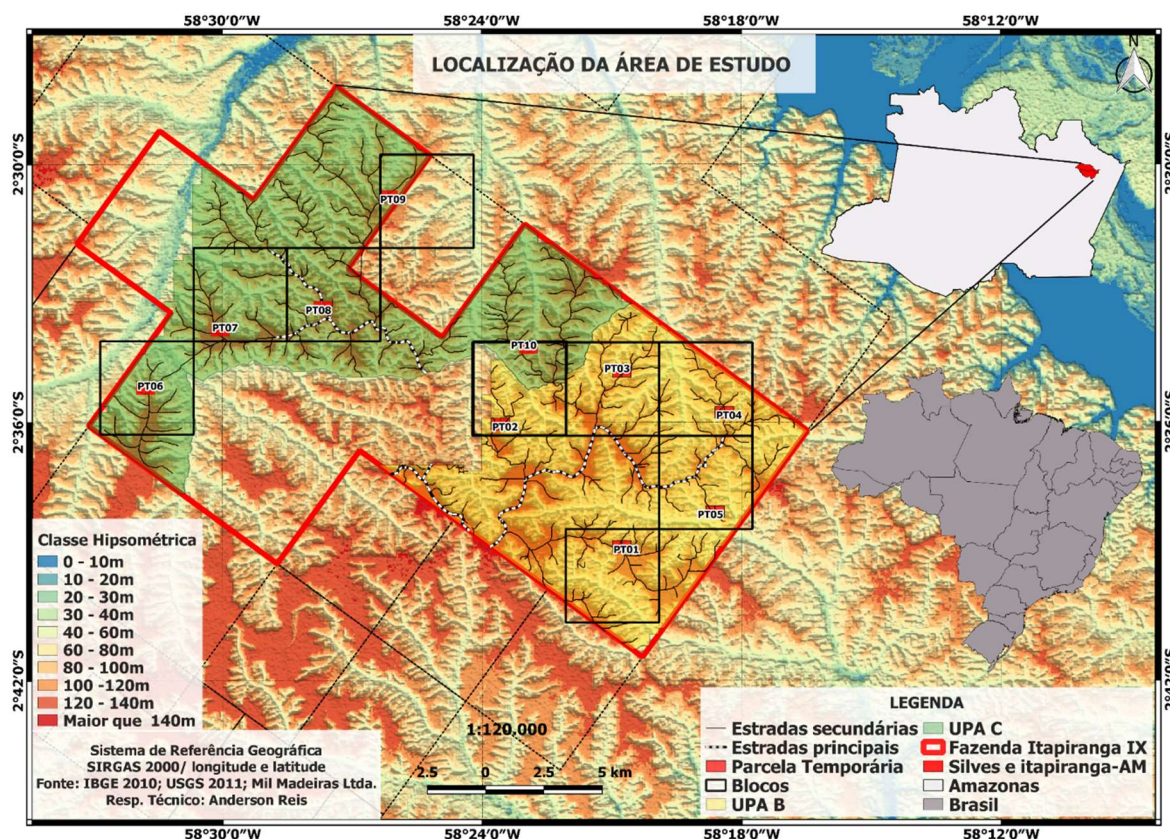 58°30′0″W 58°24′0″W 58°18′0″W 58°12′0″W
LOCALIZAÇÃO DA ÁREA DE ESTUDO
N
2°30′0″S 2°30′0″S
PT09
PT08
PT07
PT10
PT03
PT06
PT04
PT02
2°36′0″S 2°36′0″S
PT05
PT01
Classe Hipsométrica
0 - 10m
10 - 20m
20 - 30m
30 - 40m
40 - 60m
60 - 80m
80 - 100m
100 -120m
120 - 140m
Maior que 140m
2°42′0″S 2°42′0″S
Sistema de Referência Geográfica
SIRGAS 2000/ longitude e latitude
Fonte: IBGE 2010; USGS 2011; Mil Madeiras Ltda.
Resp. Técnico: Anderson Reis
1:120.000
2.5 0 2.5 5 km
LEGENDA
Estradas secundárias
Estradas principais
Parcela Temporária
Blocos
UPA B
UPA C
Fazenda Itapiranga IX
Silves e itapiranga-AM
Amazonas
Brasil
58°30′0″W 58°24′0″W 58°18′0″W 58°12′0″W